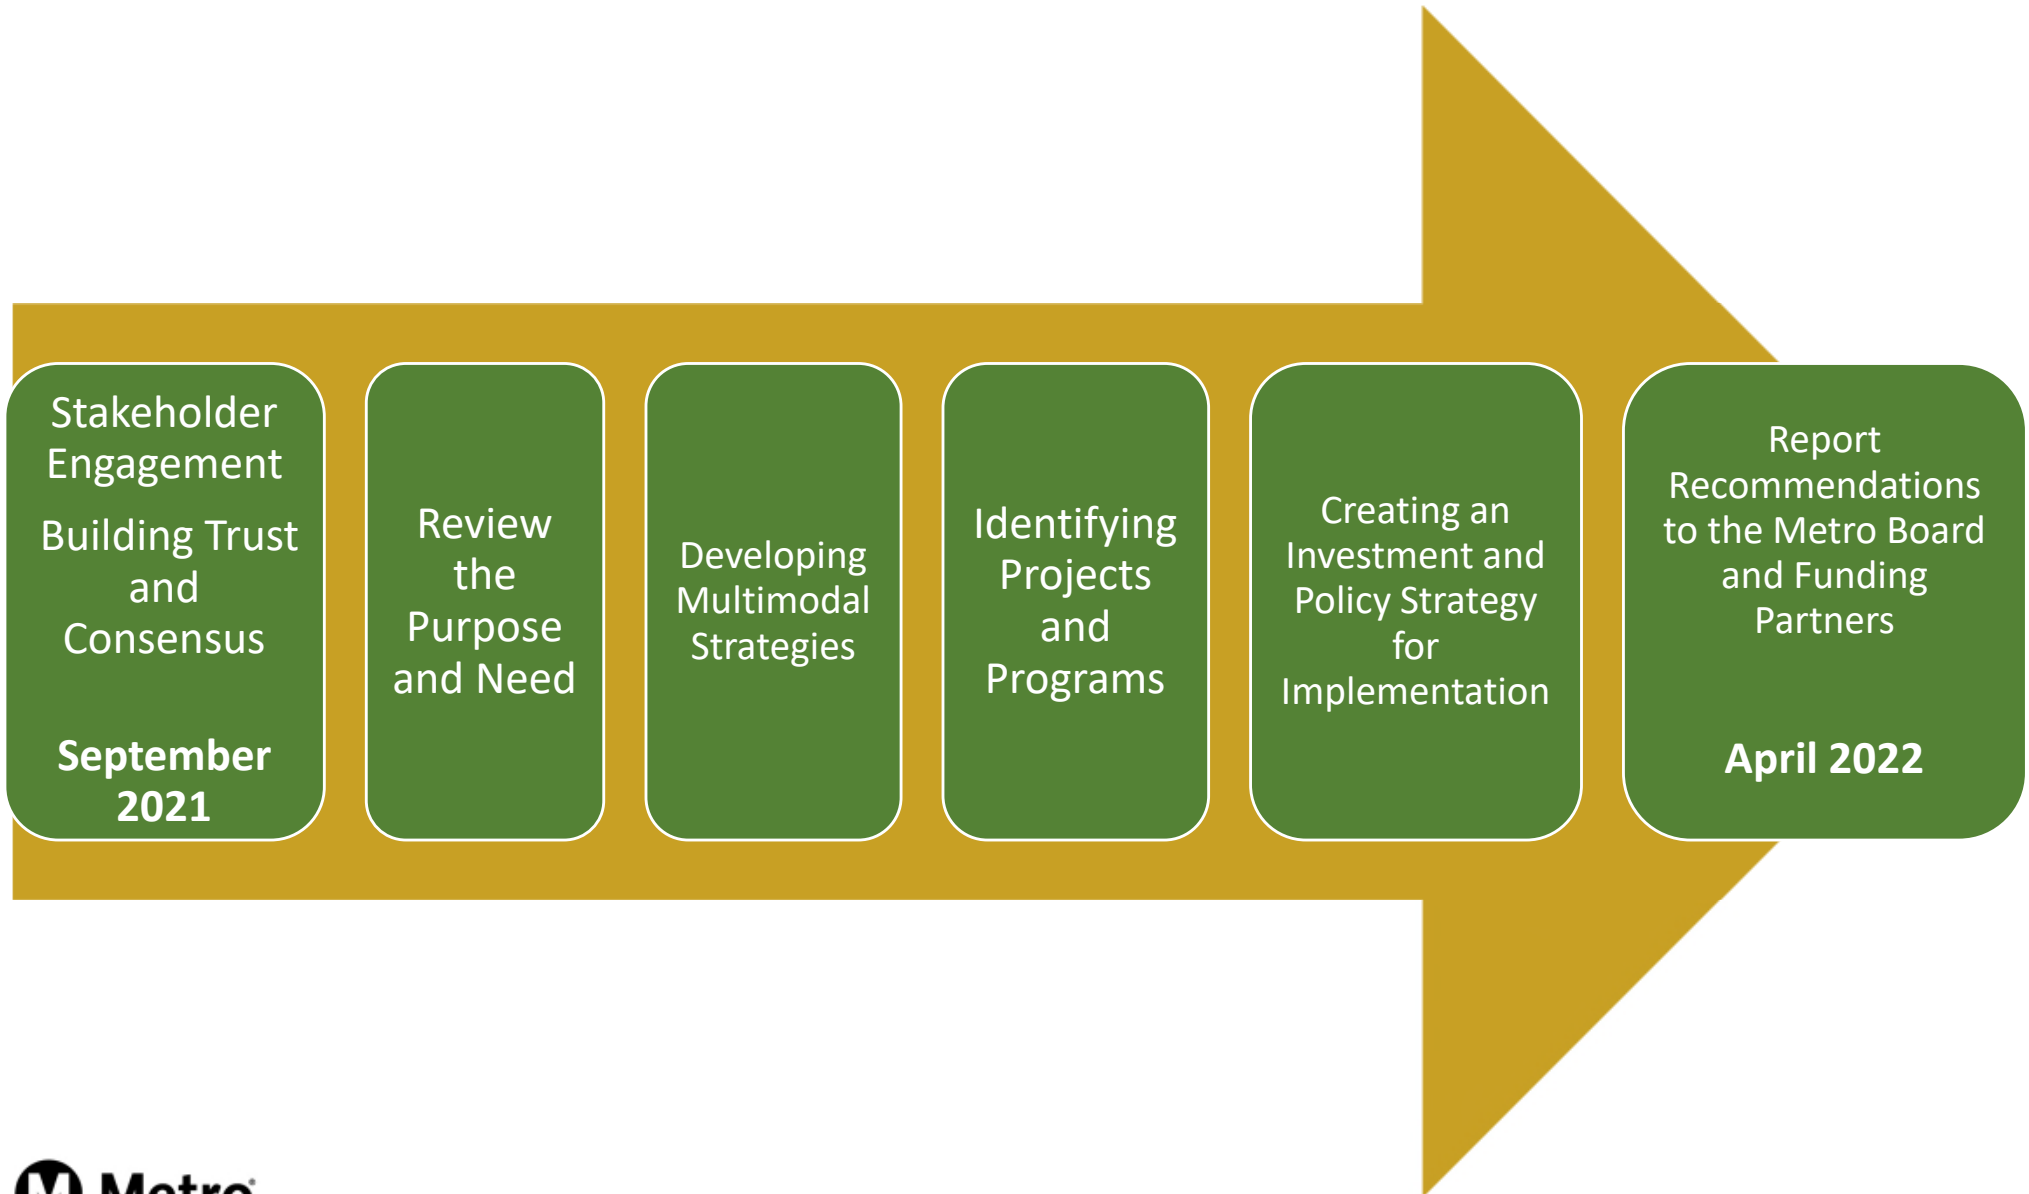 Stakeholder
Engagement
Building Trust
and
Consensus
September
2021
Review
the
Purpose
and Need
Developing
Multimodal
Strategies
Identifying
Projects
and
Programs
Creating an
Investment and
Policy Strategy
for
Implementation
Report
Recommendations
to the Metro Board
and Funding
Partners
April 2022
Metro